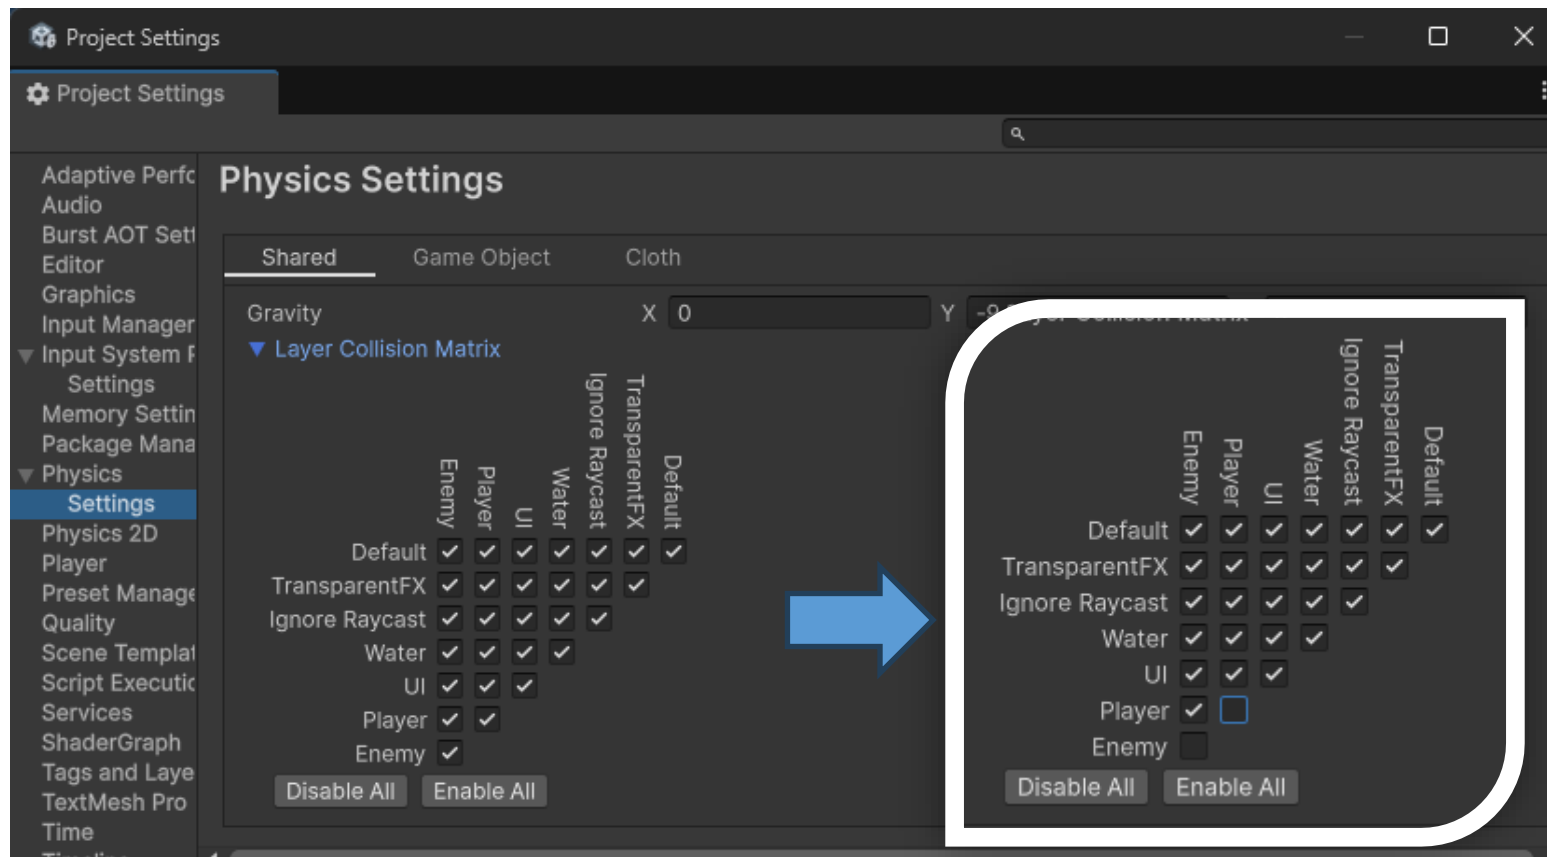 Project Settings
Project Settings
Adaptive Perfo
Audio
Burst AOT Sett
Editor
Graphics
Input Manager
Input System P
Settings
Memory Settin
Package Mana
Physics
Settings
Physics 2D
Player
Preset Manage
Quality
Scene Templat
Script Executio
Services
ShaderGraph
Tags and Laye
TextMesh Pro
Time
Physics Settings
Shared Game Object Cloth
Gravity X 0 Y -9
Layer Collision Matrix
Enemy
Player
UI
Water
Ignore Raycast
TransparentFX
Default
Default
TransparentFX
Ignore Raycast
Water
UI
Player
Enemy
Disable All Enable All
Enemy
Player
UI
Water
Ignore Raycast
TransparentFX
Default
Default
TransparentFX
Ignore Raycast
Water
UI
Player
Enemy
Disable All Enable All